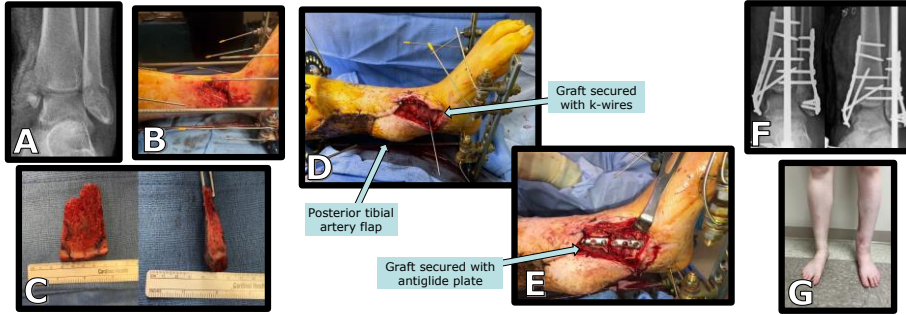 A
B
C
D
Graft secured
with k-wires
Posterior tibial
artery flap
E
Graft secured with
antiglide plate
F
G